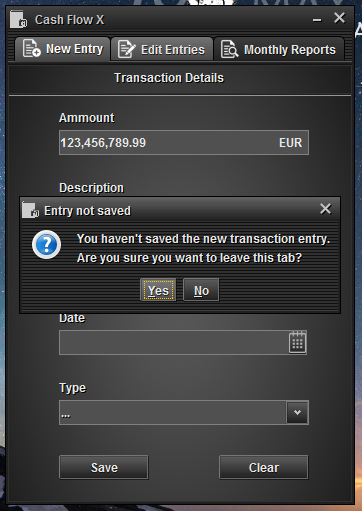 Cash Flow X
New Entry
Edit Entries
Monthly Reports
Transaction Details
Ammount
123,456,789.99 EUR
Description
Entry not saved
You haven't saved the new transaction entry.
Are you sure you want to leave this tab?
Yes
No
Date
Type
...
Save
Clear